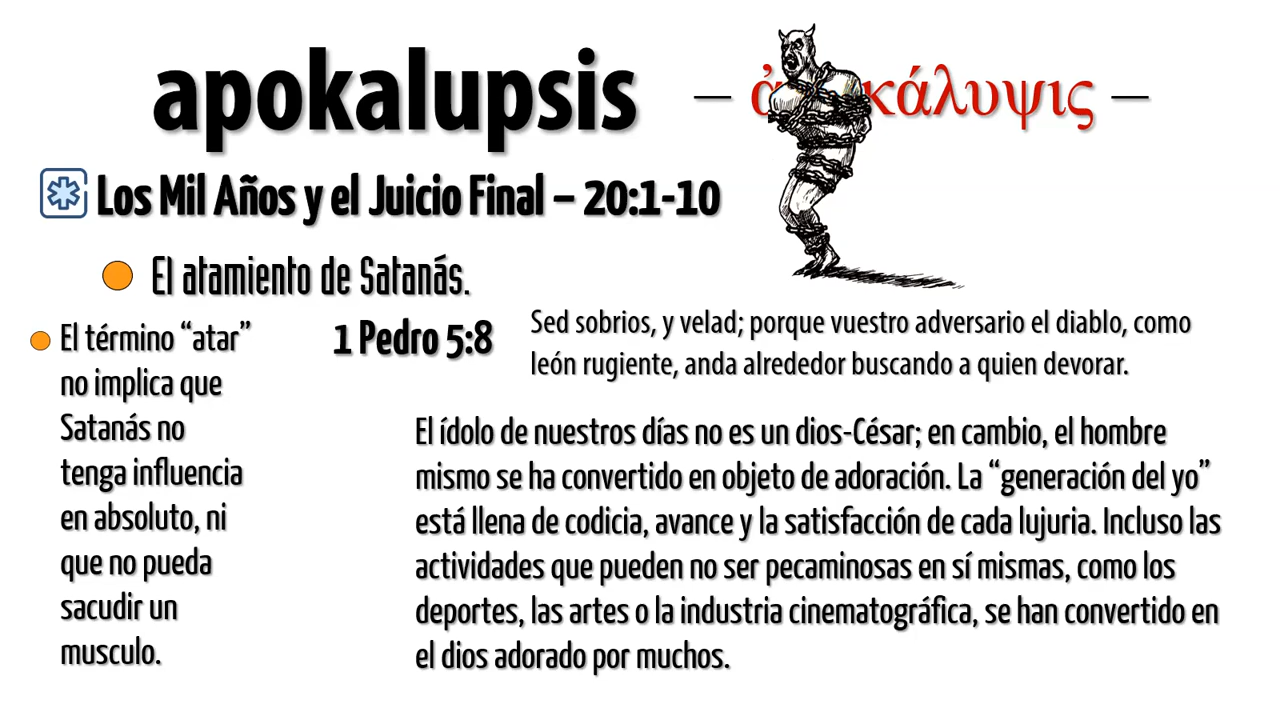 apokalupsis
– ἀποκάλυψις –
Los Mil Años y el Juicio Final – 20:1-10
El atamiento de Satanás.
El término “atar”
no implica que
Satanás no
tenga influencia
en absoluto, ni
que no pueda
sacudir un
musculo.
1 Pedro 5:8
Sed sobrios, y velad; porque vuestro adversario el diablo, como
león rugiente, anda alrededor buscando a quien devorar.
El ídolo de nuestros días no es un dios-César; en cambio, el hombre
mismo se ha convertido en objeto de adoración. La “generación del yo”
está llena de codicia, avance y la satisfacción de cada lujuria. Incluso las
actividades que pueden no ser pecaminosas en sí mismas, como los
deportes, las artes o la industria cinematográfica, se han convertido en
el dios adorado por muchos.